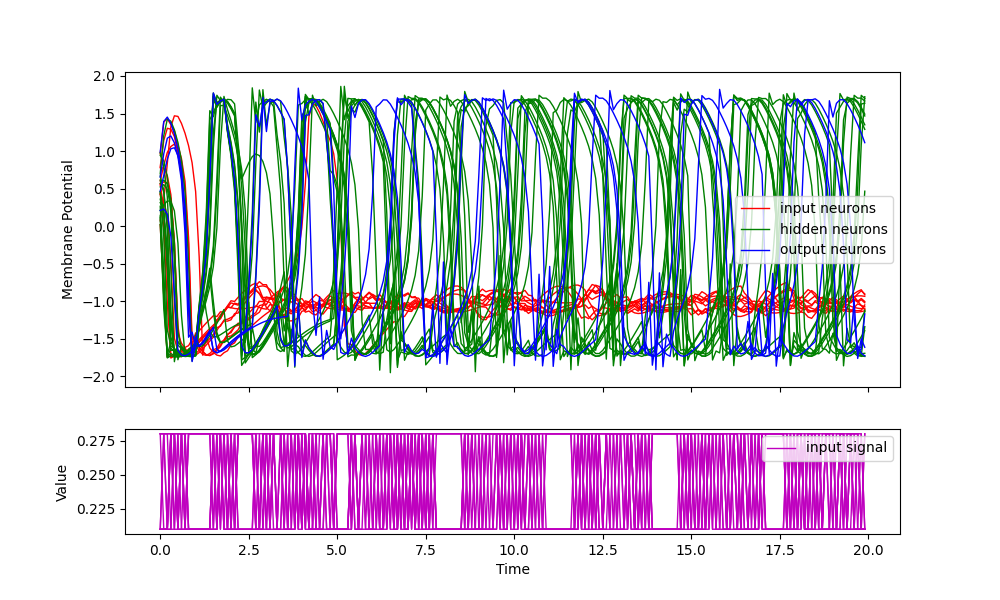 2.0
1.5
1.0
0.5
0.0
−0.5
−1.0
−1.5
−2.0
Membrane Potential
input neurons
hidden neurons
output neurons
0.275
0.250
0.225
Value
input signal
0.0 2.5 5.0 7.5 10.0 12.5 15.0 17.5 20.0
Time